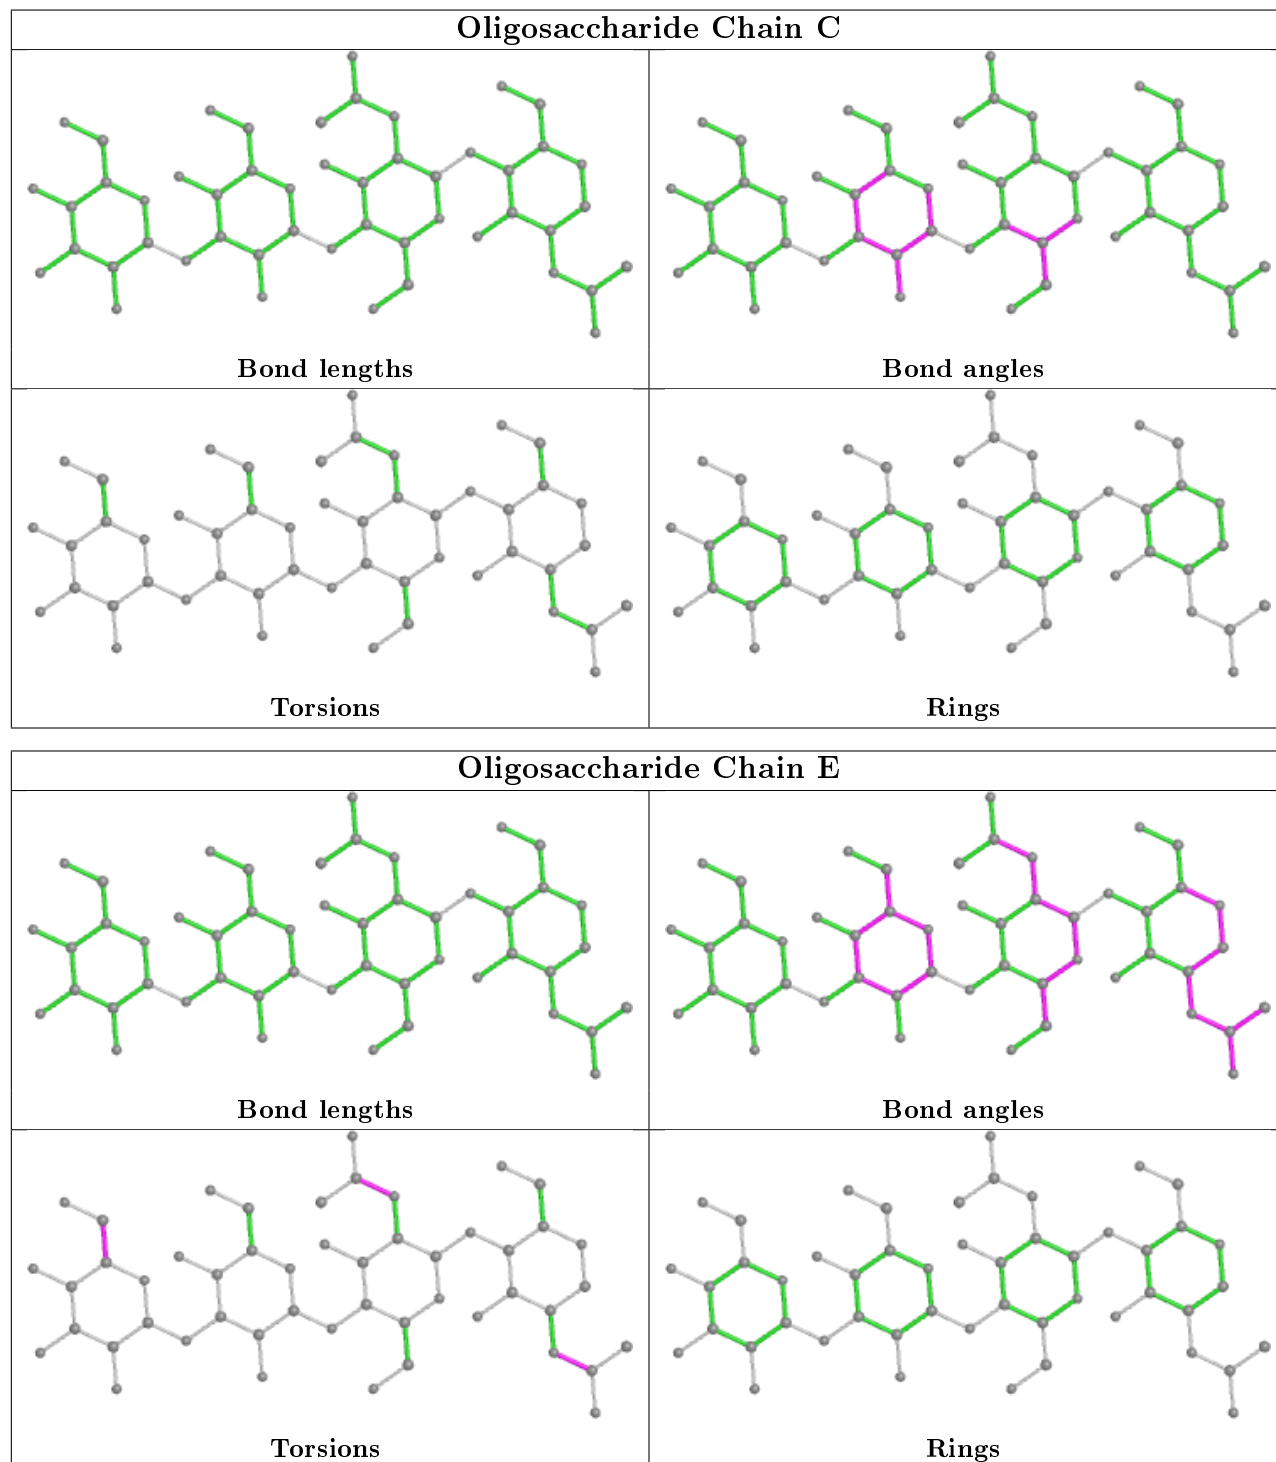 Oligosaccharide Chain C
Bond lengths
Bond angles
Torsions
Rings
Oligosaccharide Chain E
Bond lengths
Bond angles
Torsions
Rings